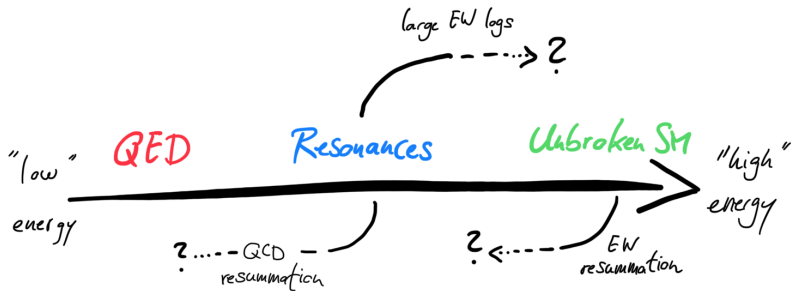 large EW logs
?
"low"
energy
QED
Resonances
Unbroken SM
"high"
energy
? QCD
resummation
? EW
resummation